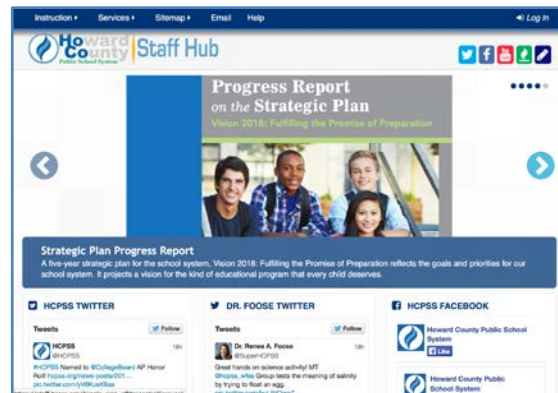 Instruction
Services
Sitemap
Email
Help
Log in
Howard County
Public School System
Staff Hub
Progress Report
on the Strategic Plan
Vision 2018: Fulfilling the Promise of Preparation
Strategic Plan Progress Report
A five-year strategic plan for the school system, Vision 2018: Fulfilling the Promise of Preparation reflects the goals and priorities for our
school system. It projects a vision for the kind of educational program that every child deserves.
HCPSS TWITTER
Tweets
Follow
HCPSS
@HCPSS
18h
#HCPSS Named to @CollegeBoard AP Honor
Roll!
DR. FOOSE TWITTER
Tweets
Follow
Dr. Renee A. Foose
@SuperHCPSS
18h
Great hands on science activity! MT
Group tests the meaning of salinity
by trying to float an egg.
HCPSS FACEBOOK
Howard County Public School
System
Like
Howard County Public
School System